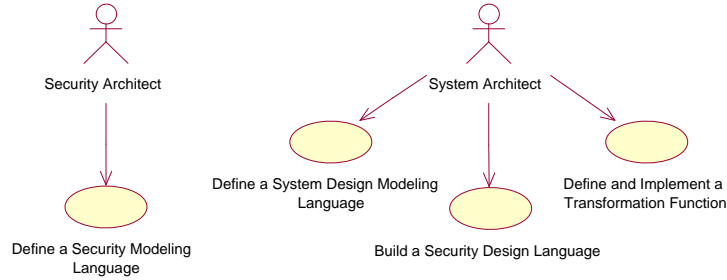 Security Architect
System Architect
Define a System Design Modeling
Language
Define and Implement a
Transformation Function
Define a Security Modeling
Language
Build a Security Design Language